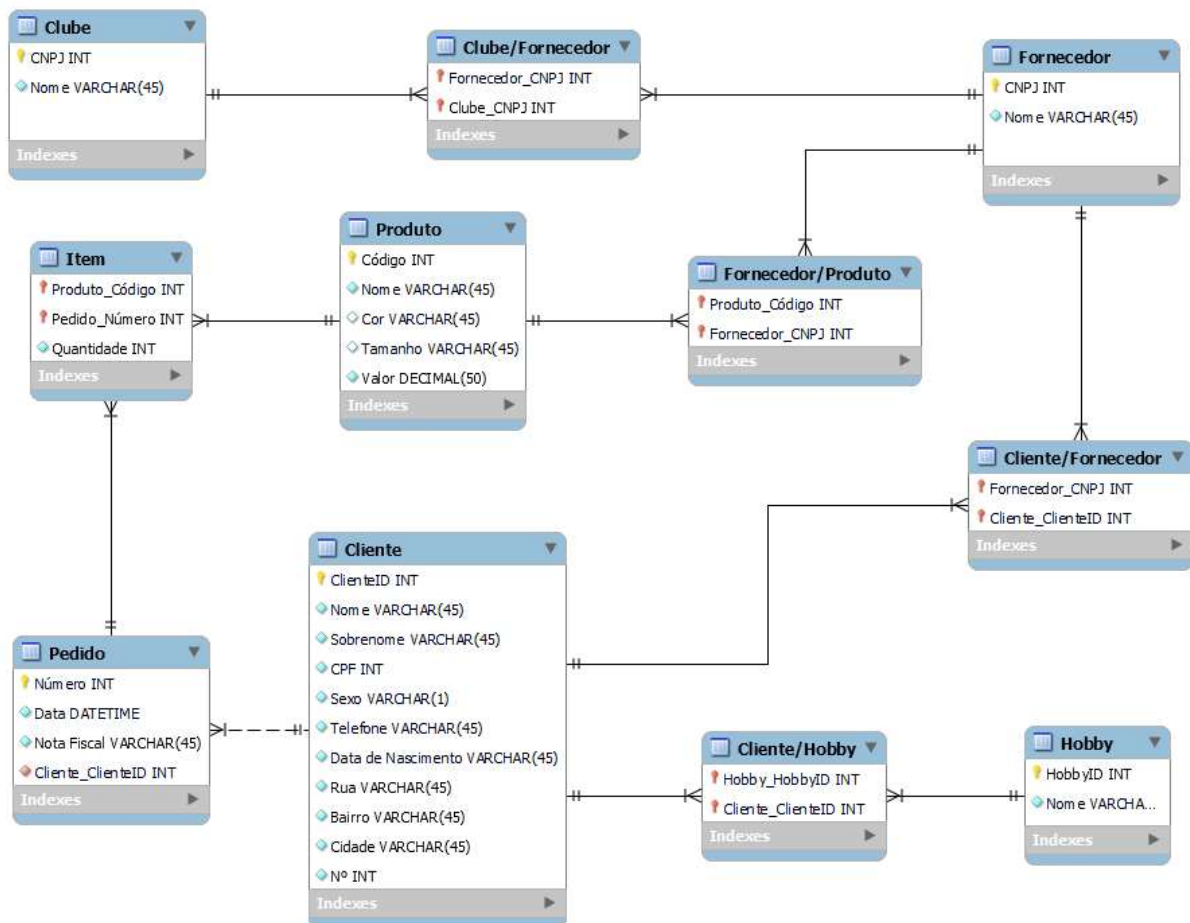 Clube
CNPJ INT
Nome VARCHAR(45)
Indexes
Clube/Fornecedor
Fornecedor_CNPJ INT
Clube_CNPJ INT
Indexes
Fornecedor
CNPJ INT
Nome VARCHAR(45)
Indexes
Item
Produto_Código INT
Pedido_Número INT
Quantidade INT
Indexes
Produto
Código INT
Nome VARCHAR(45)
Cor VARCHAR(45)
Tamanho VARCHAR(45)
Valor DECIMAL(50)
Indexes
Fornecedor/Produto
Produto_Código INT
Fornecedor_CNPJ INT
Indexes
Cliente/Fornecedor
Fornecedor_CNPJ INT
Cliente_ClienteID INT
Indexes
Cliente
ClienteID INT
Nome VARCHAR(45)
Sobrenome VARCHAR(45)
CPF INT
Sexo VARCHAR(1)
Telefone VARCHAR(45)
Data de Nascimento VARCHAR(45)
Rua VARCHAR(45)
Bairro VARCHAR(45)
Cidade VARCHAR(45)
Nº INT
Indexes
Pedido
Número INT
Data DATETIME
Nota Fiscal VARCHAR(45)
Cliente_ClienteID INT
Indexes
Cliente/Hobby
Hobby_HobbyID INT
Cliente_ClienteID INT
Indexes
Hobby
HobbyID INT
Nome VARCHA...
Indexes